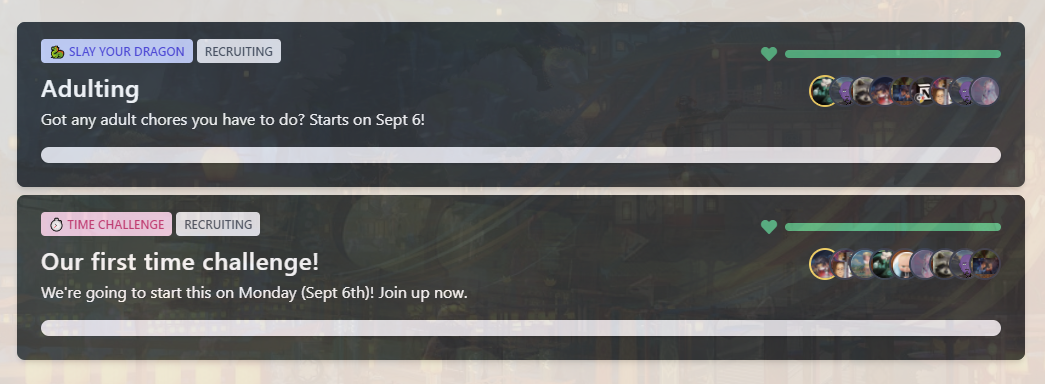 SLAY YOUR DRAGON RECRUITING
Adulting
Got any adult chores you have to do? Starts on Sept 6!
TIME CHALLENGE RECRUITING
Our first time challenge!
We're going to start this on Monday (Sept 6th)! Join up now.